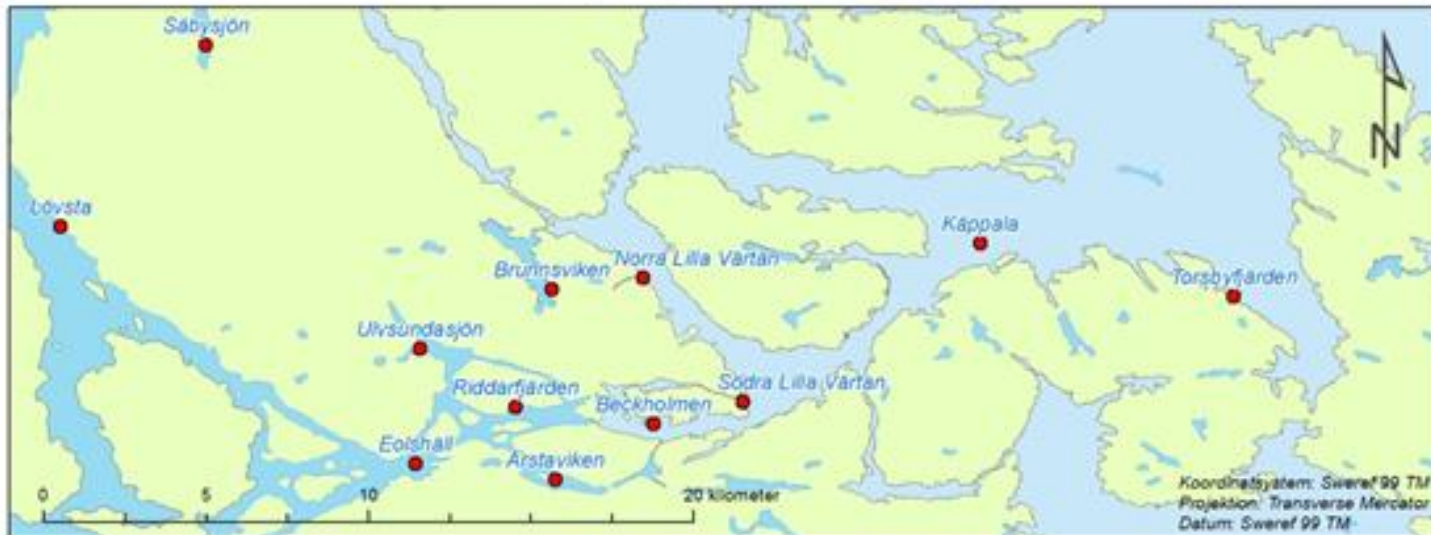 Säbysjön
Lövsta
Käppala
Norra Lilla Värtan
Brunnsviken
Torsbyfjärden
Ulvsundasjön
Riddarfjärden
Södra Lilla Värtan
Beckholmen
Eolshäll
Årstaviken
0 5 10 20 kilometer
Koordinatsystem: Sweref 99 TM
Projektion: Transverse Mercator
Datum: Sweref 99 TM
N